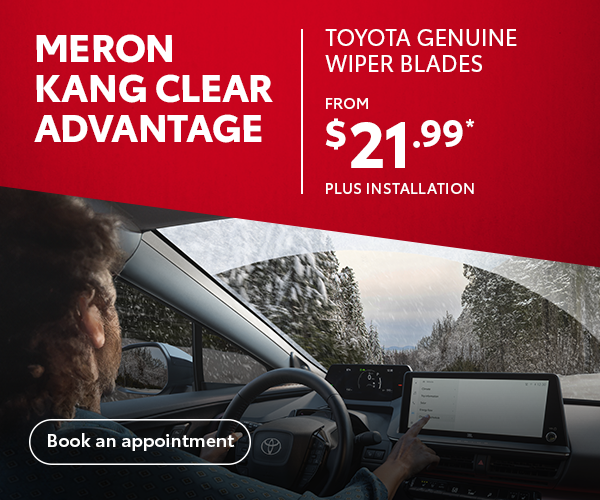 MERON
KANG CLEAR
ADVANTAGE
TOYOTA GENUINE
WIPER BLADES
FROM
$21.99*
PLUS INSTALLATION
Book an appointment